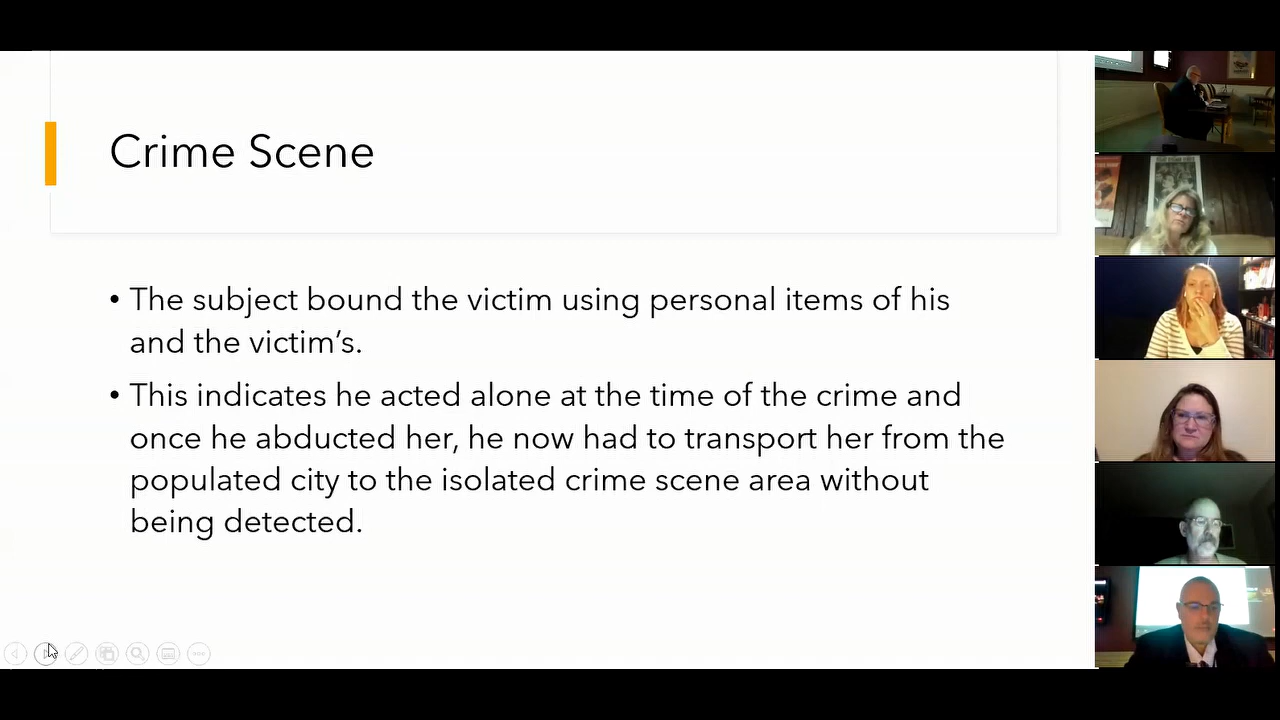 Crime Scene
• The subject bound the victim using personal items of his
and the victim’s.
• This indicates he acted alone at the time of the crime and
once he abducted her, he now had to transport her from the
populated city to the isolated crime scene area without
being detected.